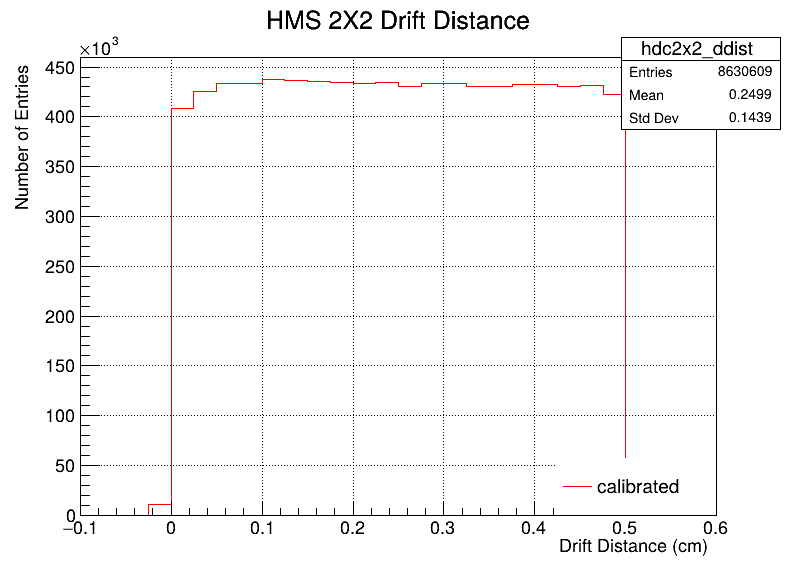 HMS 2X2 Drift Distance
×10³
hdc2x2_ddist
Entries 8630609
Mean 0.2499
Std Dev 0.1439
Number of Entries
450
400
350
300
250
200
150
100
50
0
calibrated
−0.1 0 0.1 0.2 0.3 0.4 0.5 0.6
Drift Distance (cm)